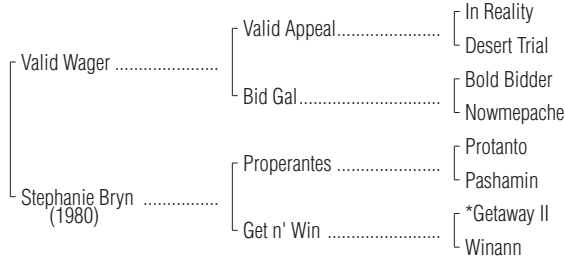 In Reality
Valid Appeal
Desert Trial
Valid Wager
Bold Bidder
Bid Gal
Nowmepache
Protanto
Properantes
Pashamin
Stephanie Bryn
(1980)
*Getaway II
Get n' Win
Winann